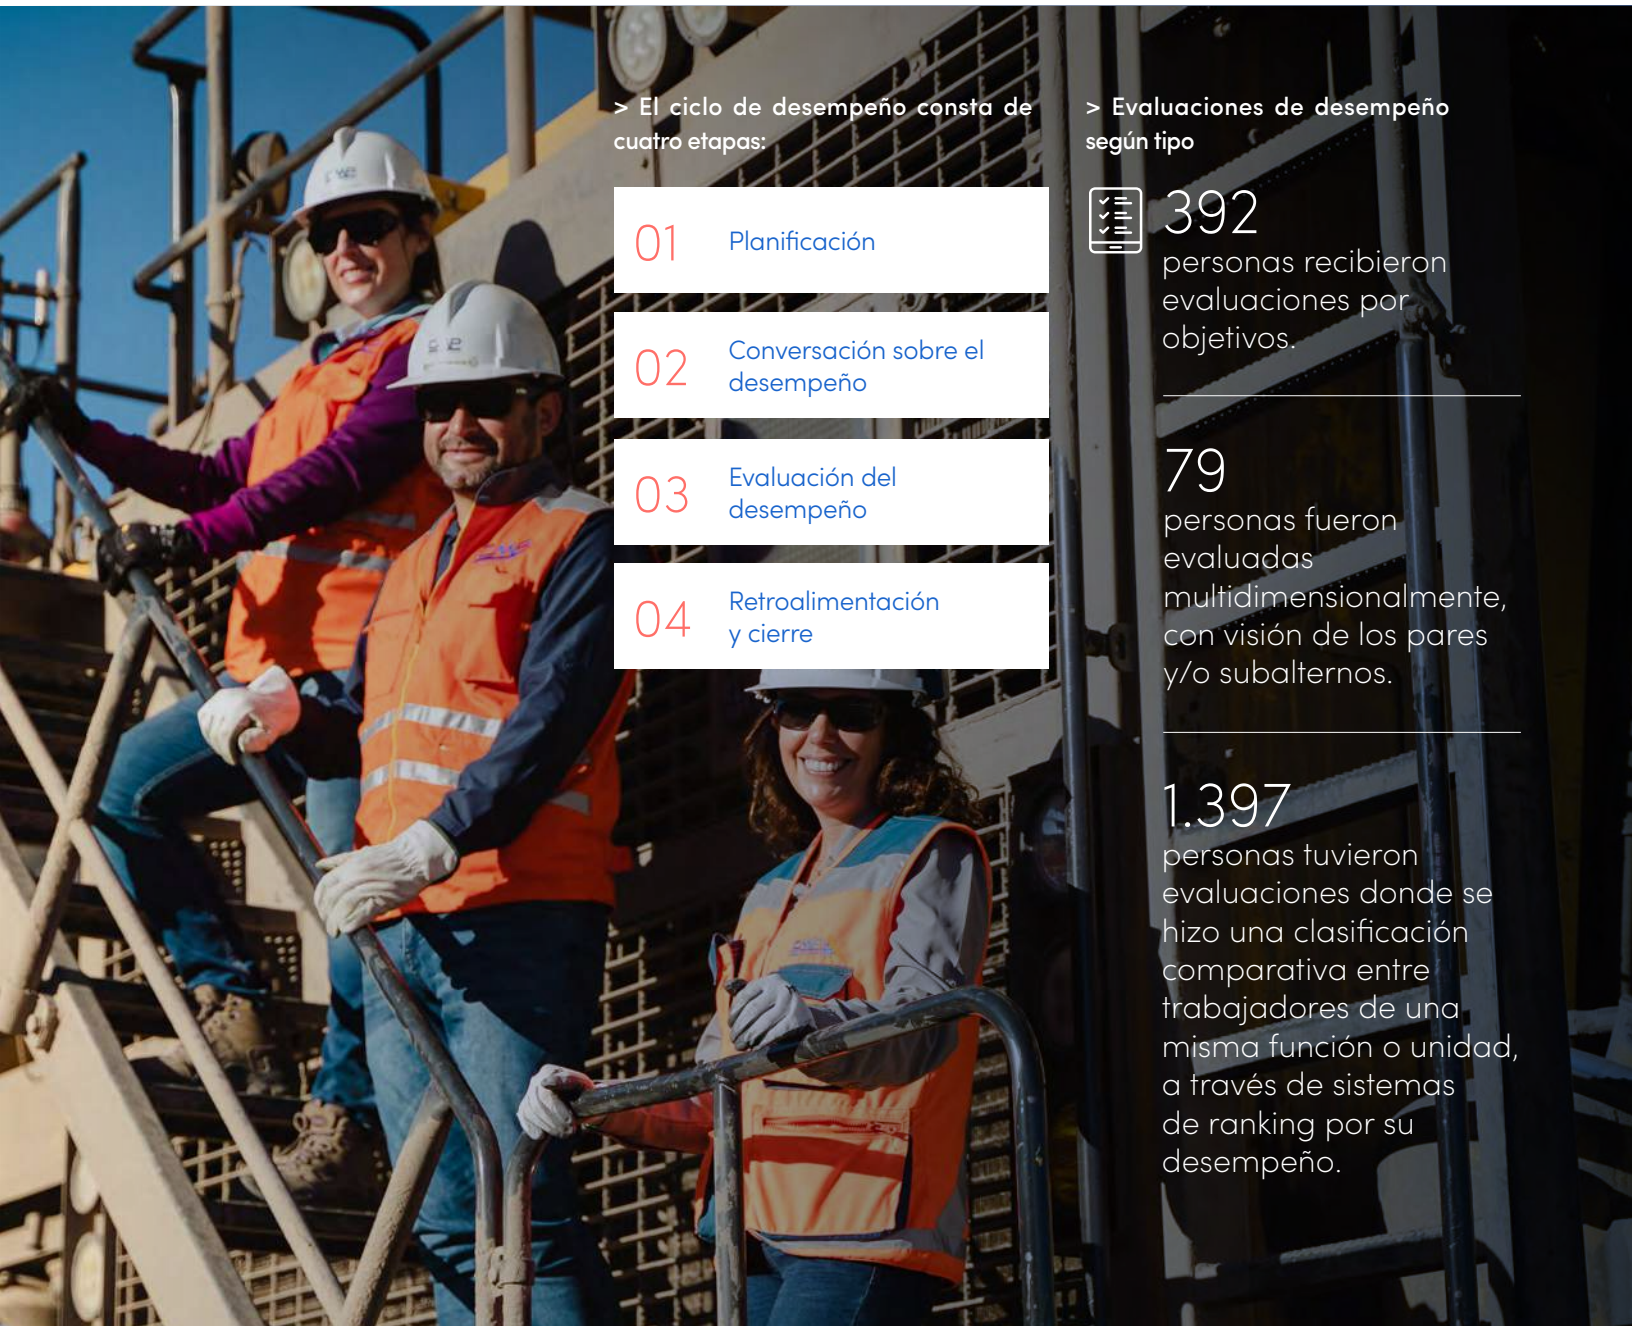 > El ciclo de desempeño consta de
cuatro etapas:
01
Planificación
02
Conversación sobre el
desempeño
03
Evaluación del
desempeño
04
Retroalimentación
y cierre
> Evaluaciones de desempeño
según tipo
392
personas recibieron
evaluaciones por
objetivos.
79
personas fueron
evaluadas
multidimensionalmente,
con visión de los pares
y/o subalternos.
1.397
personas tuvieron
evaluaciones donde se
hizo una clasificación
comparativa entre
trabajadores de una
misma función o unidad,
a través de sistemas
de ranking por su
desempeño.